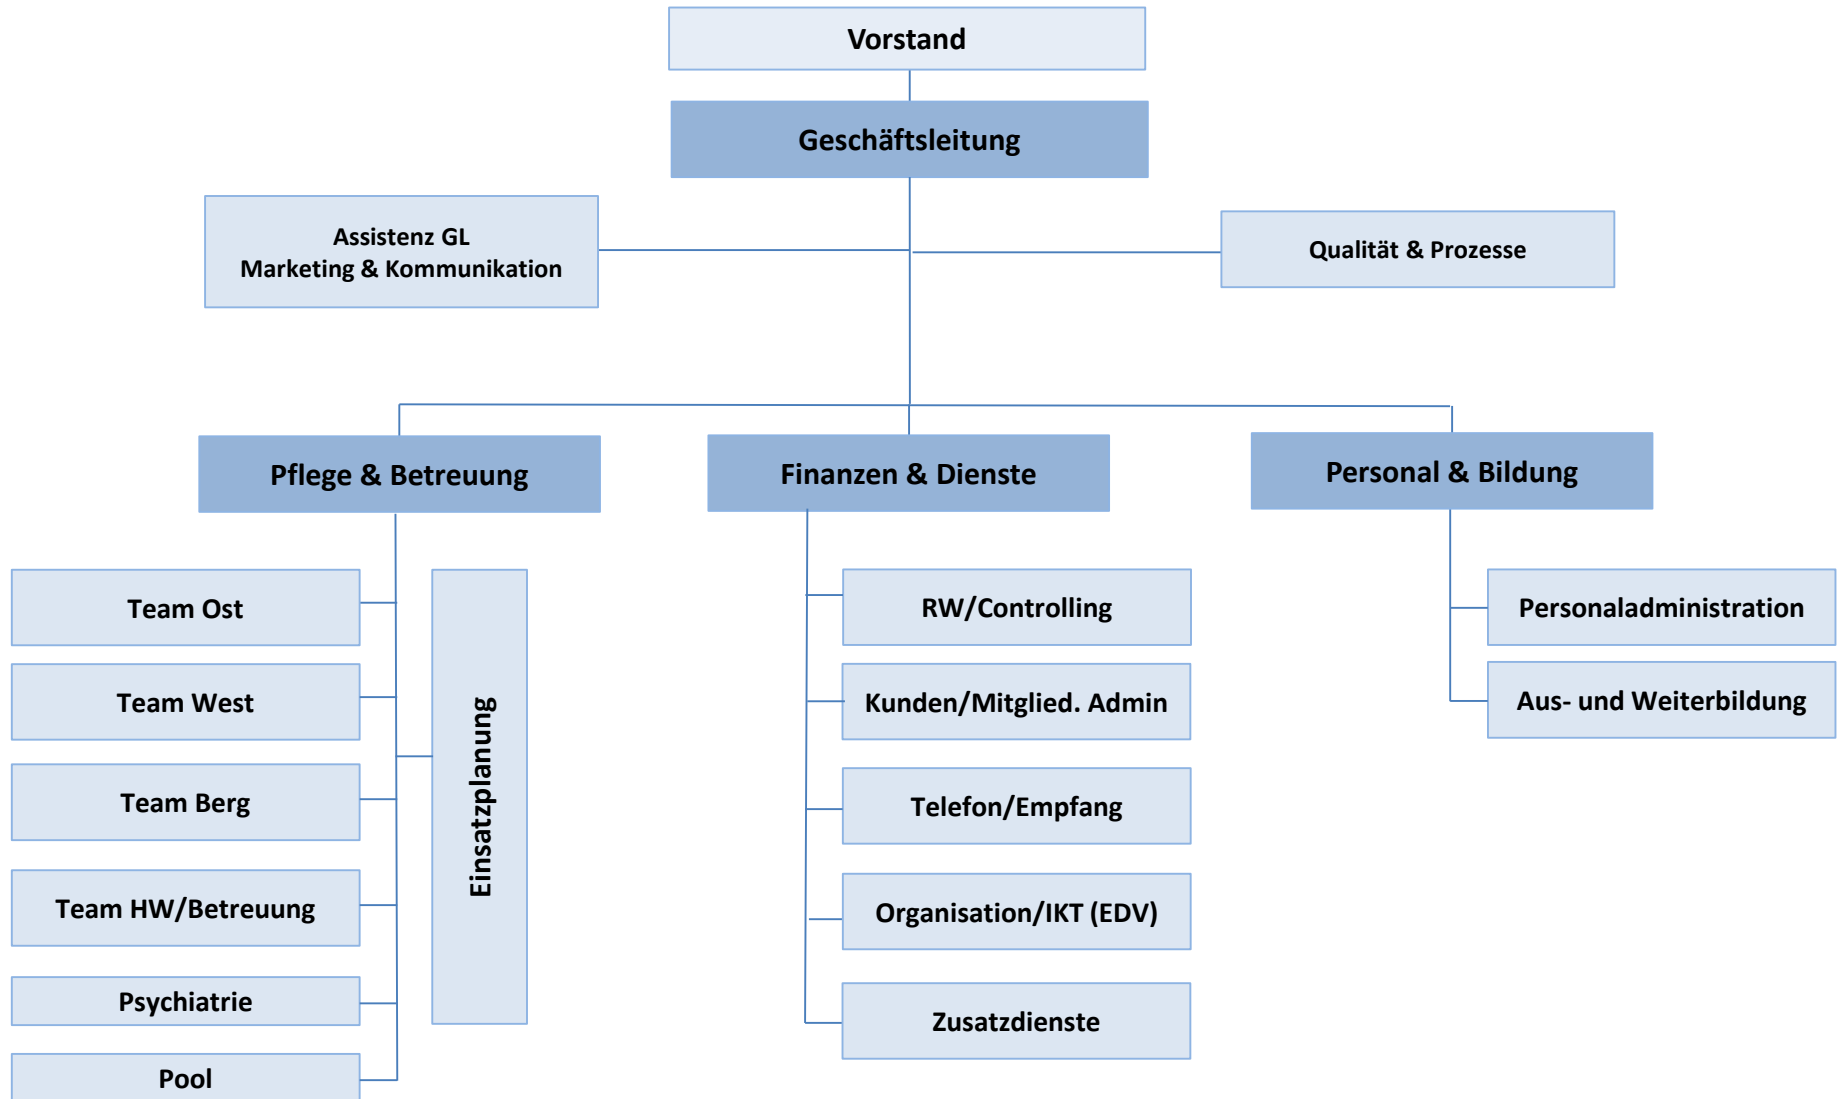 Vorstand
Geschäftsleitung
Assistenz GL
Marketing & Kommunikation
Qualität & Prozesse
Pflege & Betreuung
Finanzen & Dienste
Personal & Bildung
Team Ost
Team West
Team Berg
Team HW/Betreuung
Psychiatrie
Pool
Einsatzplanung
RW/Controlling
Kunden/Mitglied. Admin
Telefon/Empfang
Organisation/IKT (EDV)
Zusatzdienste
Personaladministration
Aus- und Weiterbildung